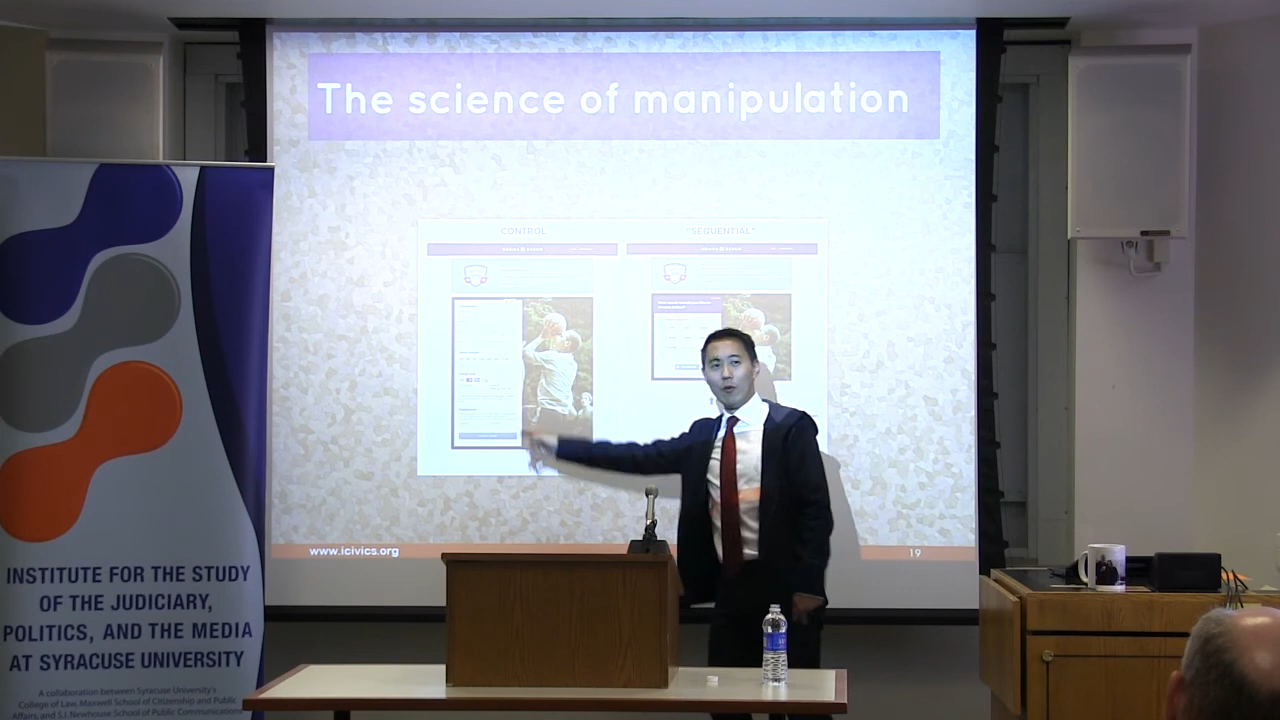 The science of manipulation
CONTROL
"SEQUENTIAL"
www.icivics.org
19
INSTITUTE FOR THE STUDY
OF THE JUDICIARY,
POLITICS, AND THE MEDIA
AT SYRACUSE UNIVERSITY
A collaboration between Syracuse University's
College of Law, Maxwell School of Citizenship and Public
Affairs, and S.I. Newhouse School of Public Communications